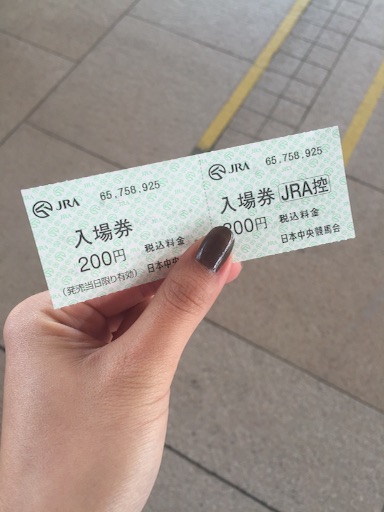 JRA 65,758,925
入場券
200円 税込料金
(発売当日限り有効) 日本中央
JRA 65,758,925
入場券 JRA控
200円 税込料金
日本中央競馬会